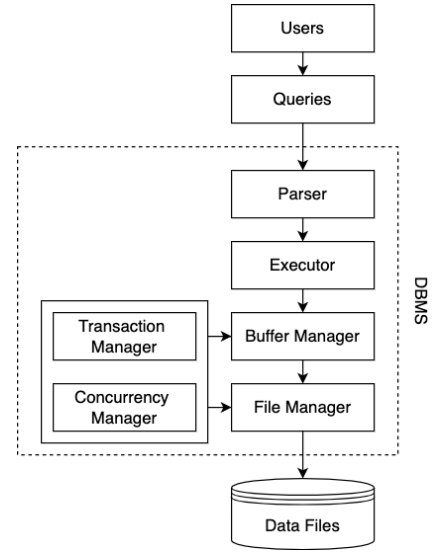 Users
Queries
Parser
Executor
Transaction
Manager
Buffer Manager
Concurrency
Manager
File Manager
DBMS
Data Files